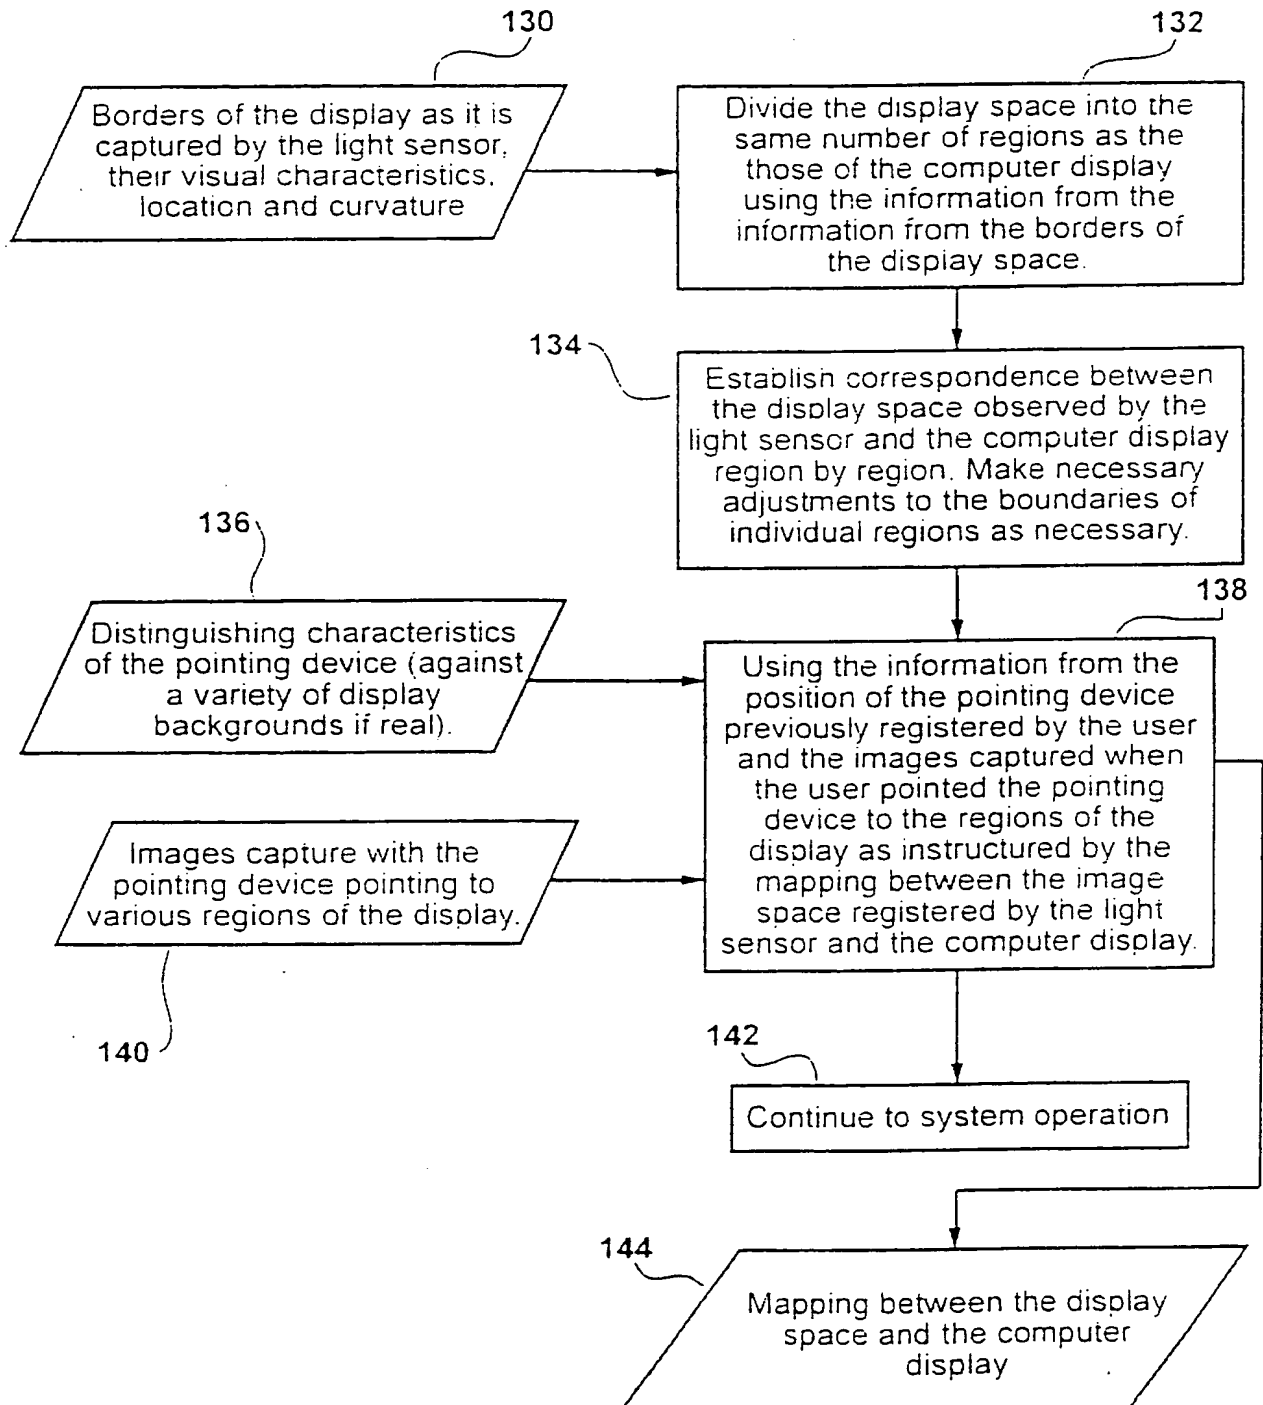 130
132
Borders of the display as it is
captured by the light sensor,
their visual characteristics,
location and curvature
Divide the display space into the
same number of regions as the
those of the computer display
using the information from the
information from the borders of
the display space.
134
Establish correspondence between
the display space observed by the
light sensor and the computer display
region by region. Make necessary
adjustments to the boundaries of
individual regions as necessary.
136
138
Distinguishing characteristics
of the pointing device (against
a variety of display
backgrounds if real).
Using the information from the
position of the pointing device
previously registered by the user
and the images captured when
the user pointed the pointing
device to the regions of the
display as instructured by the
mapping between the image
space registered by the light
sensor and the computer display.
Images capture with the
pointing device pointing to
various regions of the display.
140
142
Continue to system operation
144
Mapping between the display
space and the computer
display